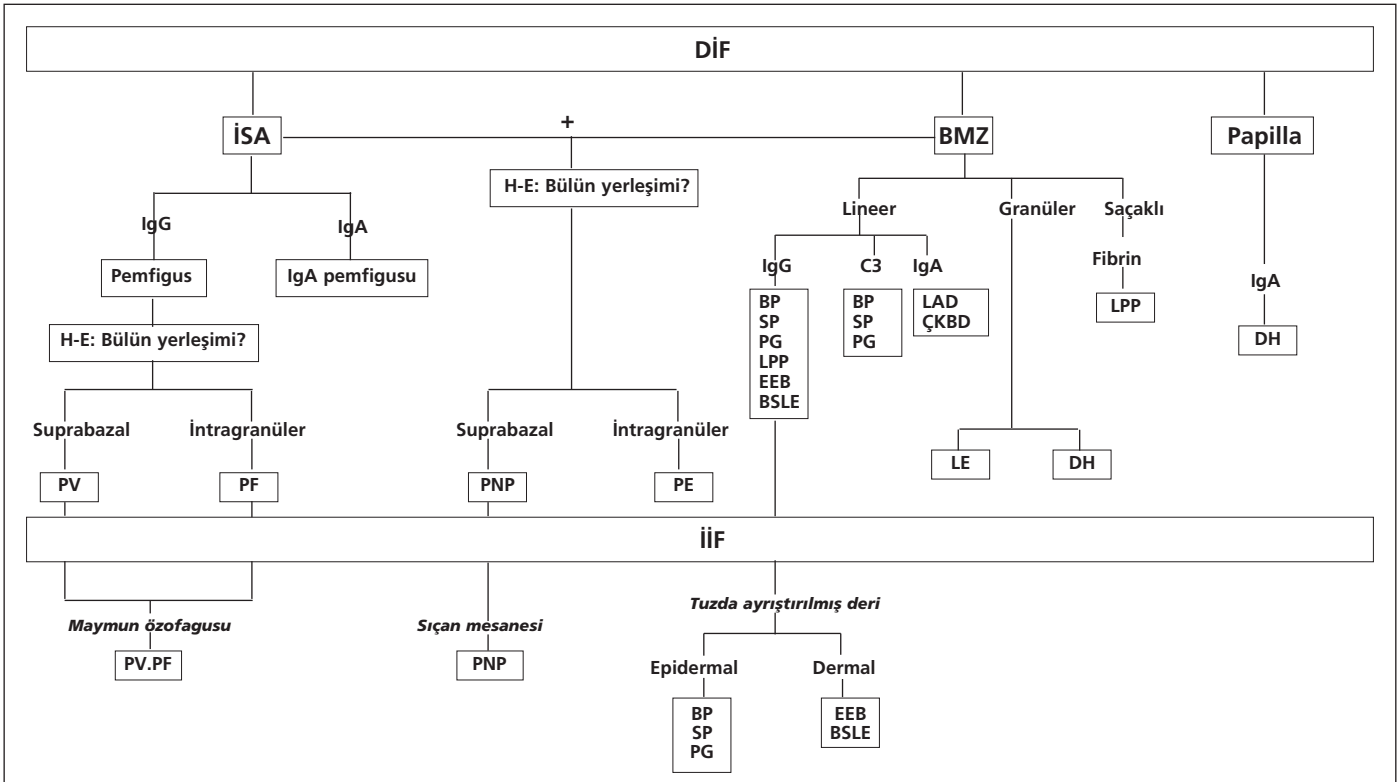 DİF
İSA
+
BMZ
Papilla
H-E: Bülün yerleşimi?
IgG
IgA
Pemfigus
IgA pemfigusu
H-E: Bülün yerleşimi?
Suprabazal
İntragranüler
PV
PF
Suprabazal
İntragranüler
PNP
PE
Lineer
Granüler
Saçaklı
IgG
C3
IgA
BP
SP
PG
LPP
EEB
BSLE
BP
SP
PG
LAD
ÇKBD
Fibrin
LPP
LE
DH
IgA
DH
İİF
Maymun özofagusu
PV.PF
Sıçan mesanesi
PNP
Tuzda ayrıştırılmış deri
Epidermal
Dermal
BP
SP
PG
EEB
BSLE